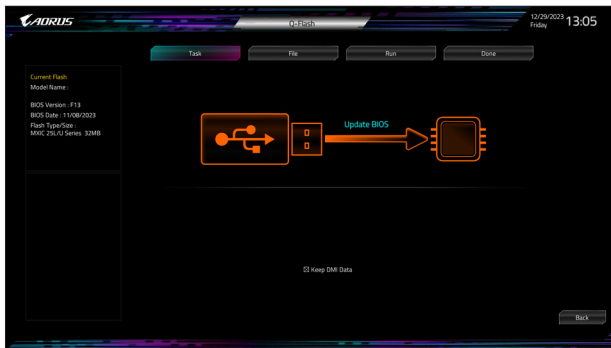 AORUS
Q-Flash
12/29/2023
Friday
13:05
Task
File
Run
Done
Current Flash
Model Name :
BIOS Version : F13
BIOS Date : 11/08/2023
Flash Type/Size :
MXIC 25L/U Series 32MB
Update BIOS
Keep DMI Data
Back